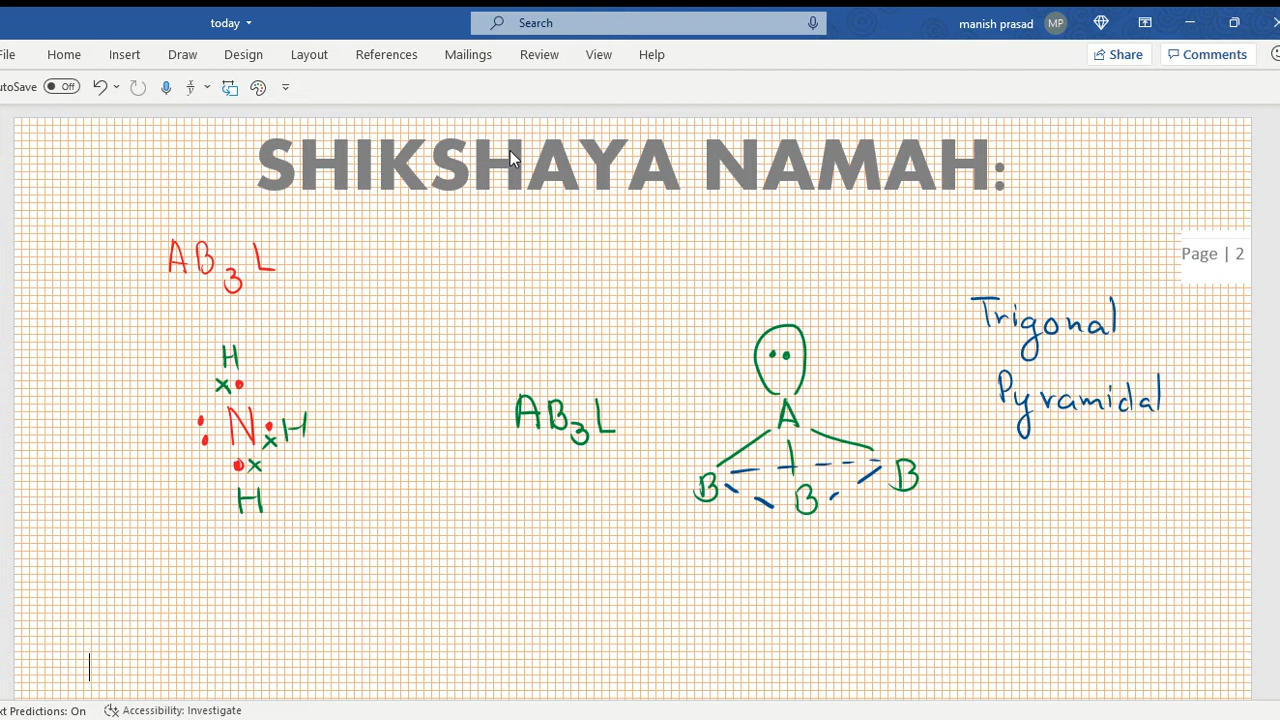 today
Search
manish prasad MP
File Home Insert Draw Design Layout References Mailings Review View Help Share Comments
AutoSave Off
SHIKSHAYA NAMAH:
Page | 2
AB3L
Trigonal
Pyramidal
H
x
N x H
x
H
AB3L
A
B B B
Text Predictions: On Accessibility: Investigate